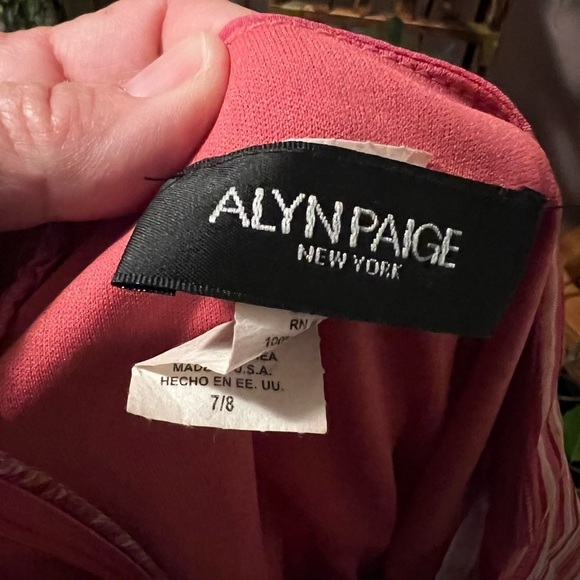 ALYN PAIGE
NEW YORK
RN
MADE U.S.A.
HECHO EN EE. UU.
7/8